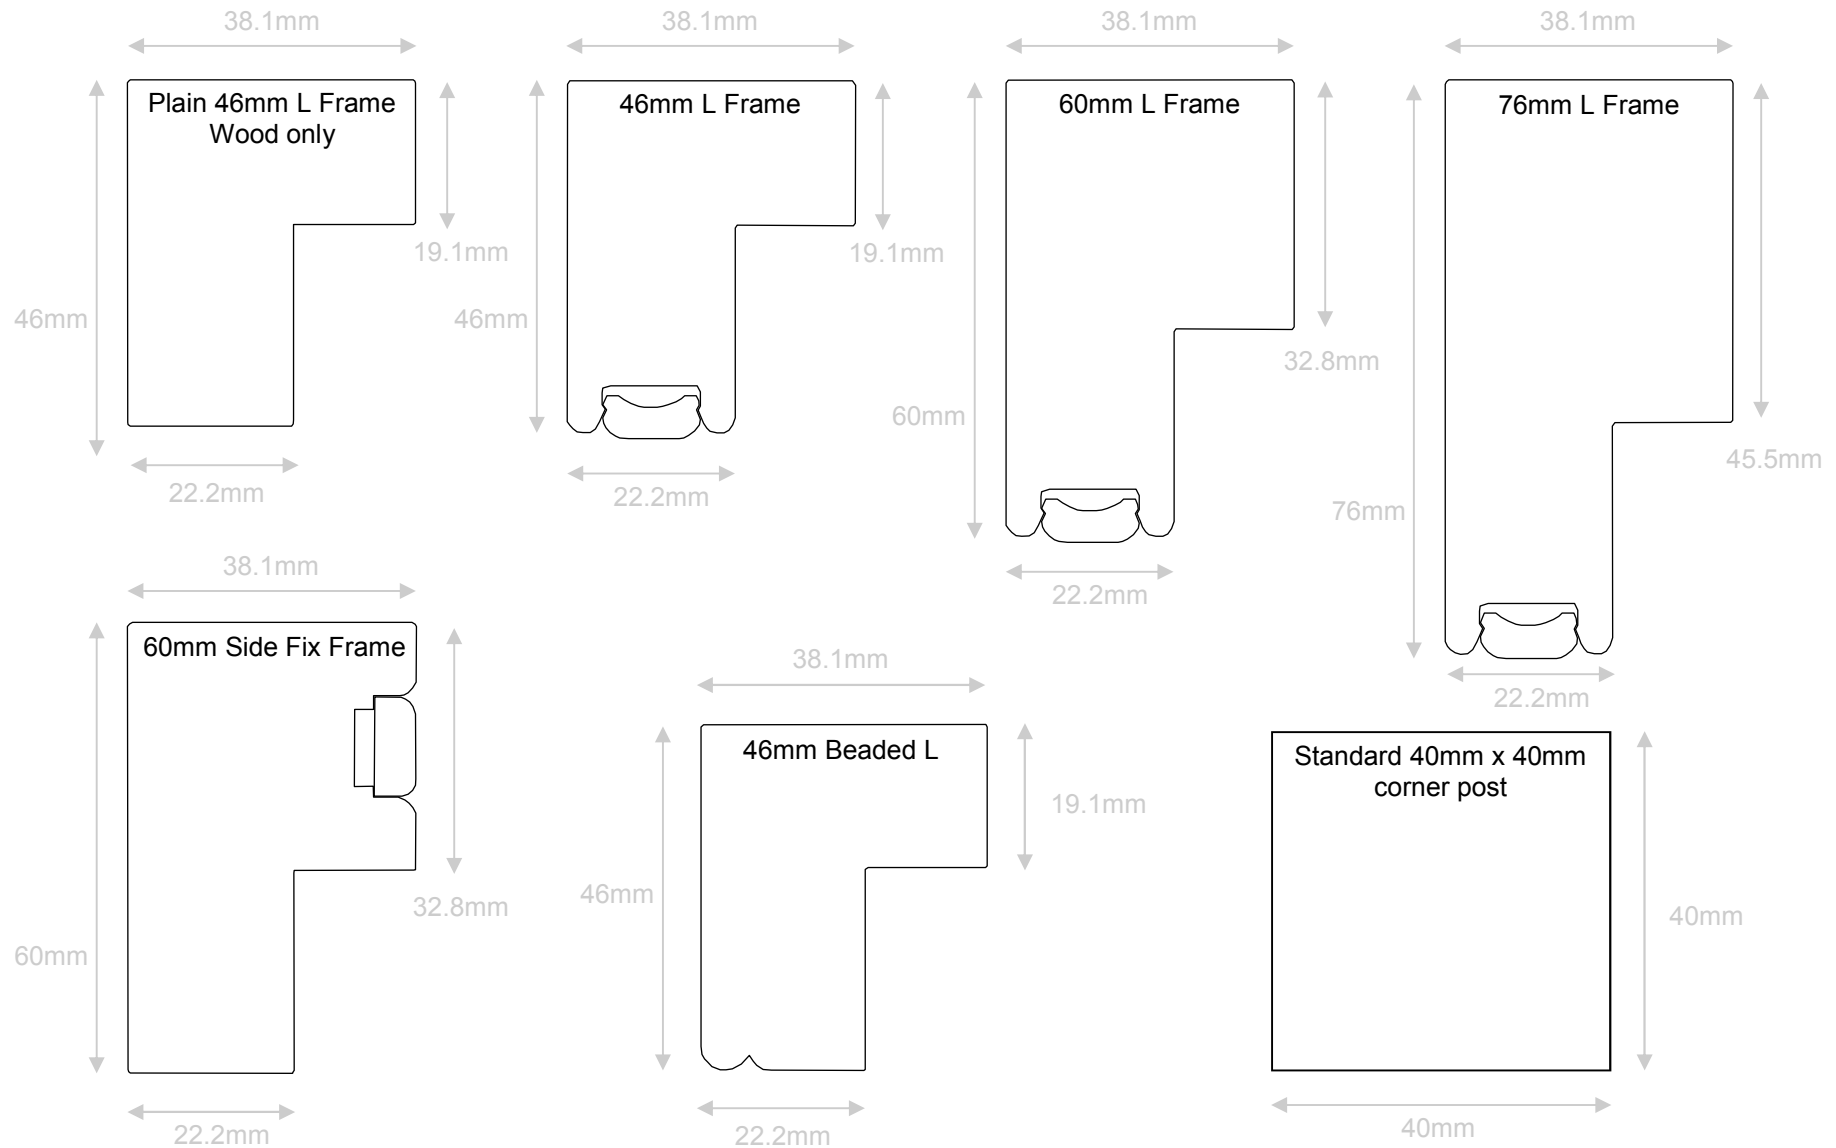 38.1mm
38.1mm
38.1mm
38.1mm
Plain 46mm L Frame
Wood only
46mm L Frame
60mm L Frame
76mm L Frame
19.1mm
19.1mm
46mm
46mm
32.8mm
60mm
45.5mm
22.2mm
22.2mm
76mm
38.1mm
22.2mm
60mm Side Fix Frame
38.1mm
22.2mm
46mm Beaded L
Standard 40mm x 40mm
corner post
19.1mm
46mm
32.8mm
40mm
60mm
22.2mm
22.2mm
40mm